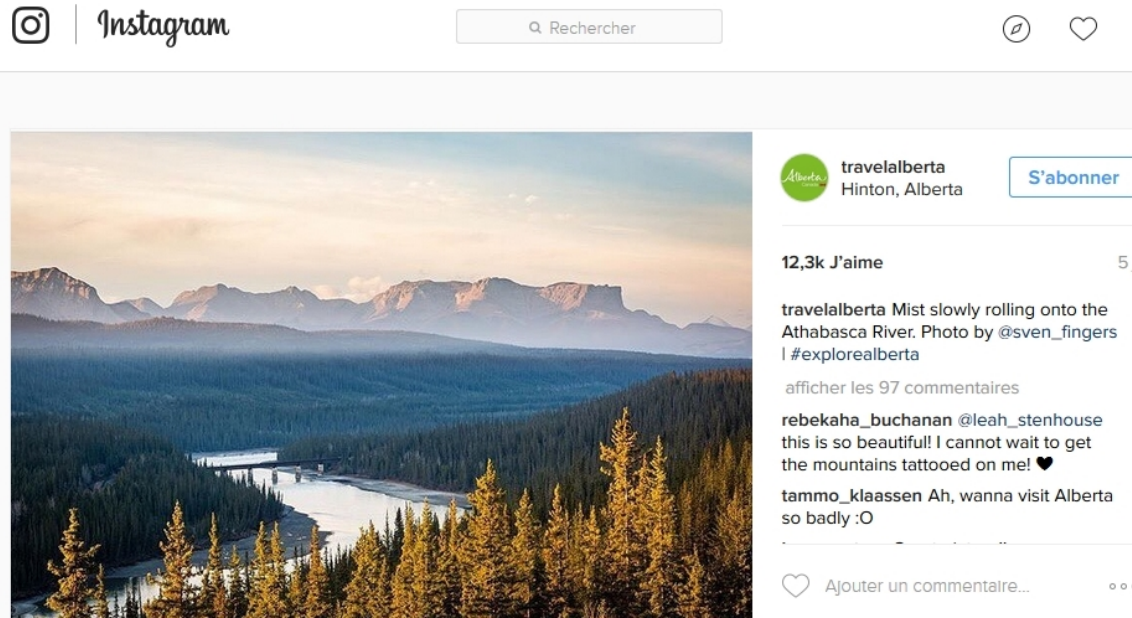 Instagram
Rechercher
travelalberta
Hinton, Alberta
S'abonner
Alberta
12,3k J'aime
5
travelalberta Mist slowly rolling onto the
Athabasca River. Photo by @sven_fingers
| #explorealberta
afficher les 97 commentaires
rebekaha_buchanan @leah_stenhouse
this is so beautiful! I cannot wait to get
the mountains tattooed on me! 🖤
tammo_klaassen Ah, wanna visit Alberta
so badly :O
Ajouter un commentaire...